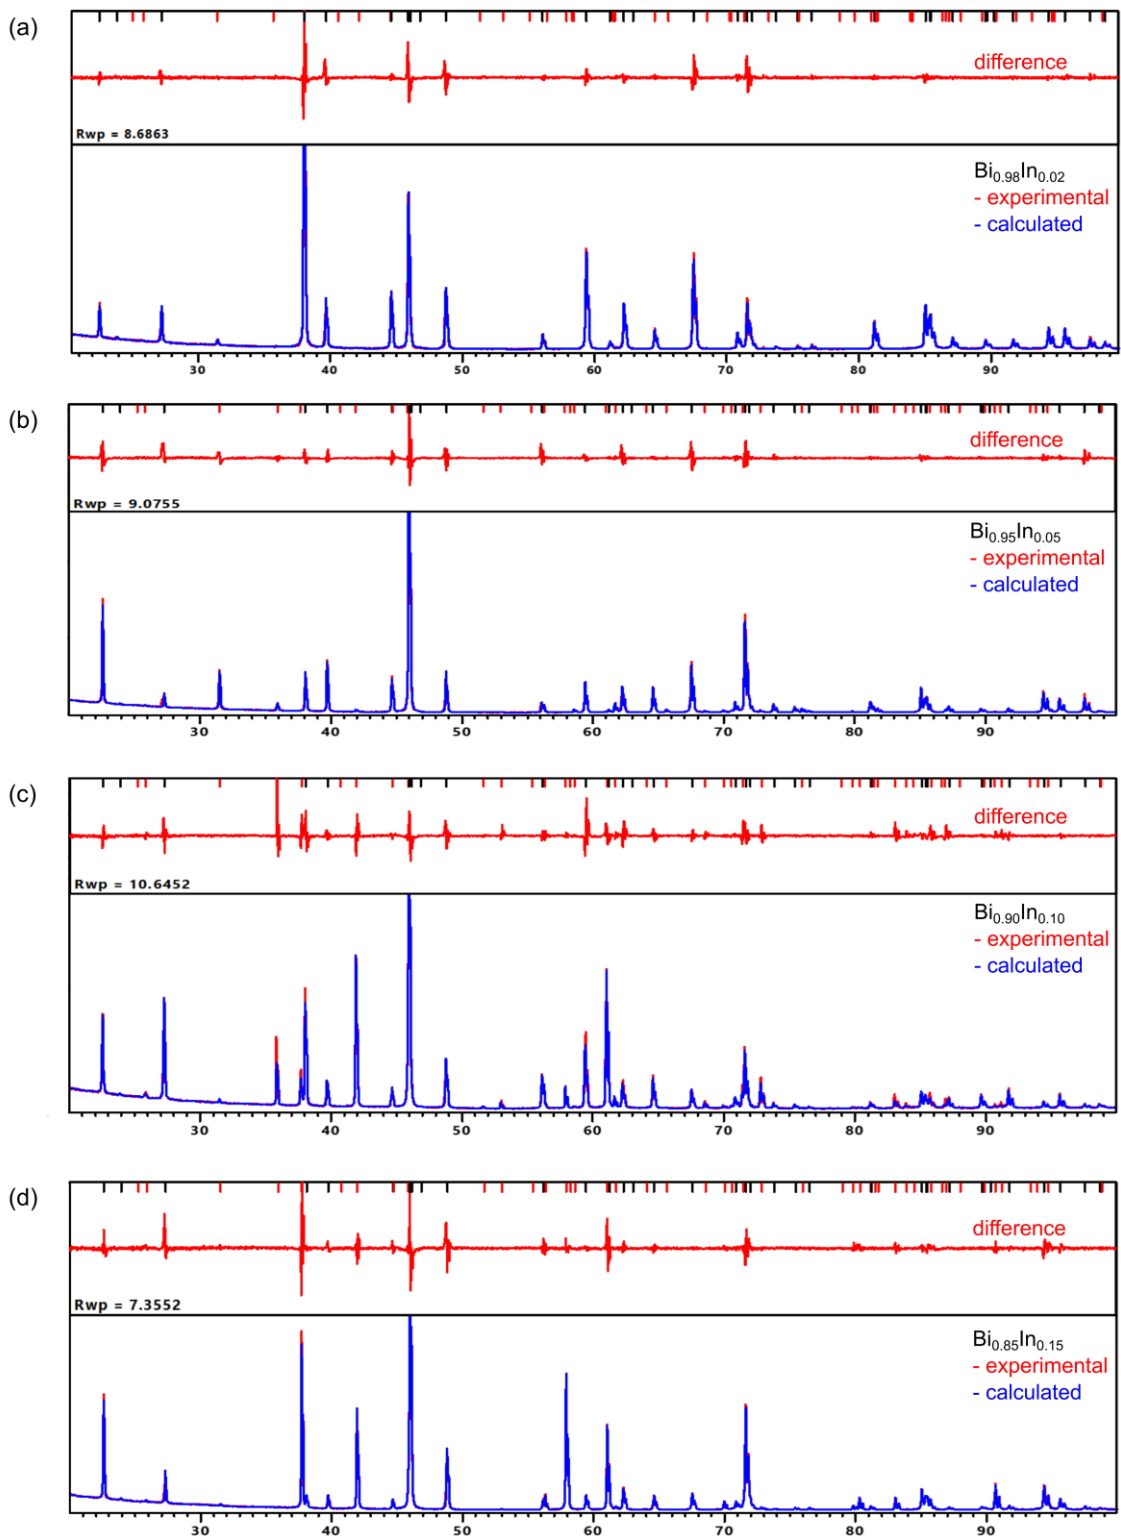 (a)
difference
Rwp = 8.6863
Bi0.98In0.02
- experimental
- calculated
30 40 50 60 70 80 90
(b)
difference
Rwp = 9.0755
Bi0.95In0.05
- experimental
- calculated
30 40 50 60 70 80 90
(c)
difference
Rwp = 10.6452
Bi0.90In0.10
- experimental
- calculated
30 40 50 60 70 80 90
(d)
difference
Rwp = 7.3552
Bi0.85In0.15
- experimental
- calculated
30 40 50 60 70 80 90